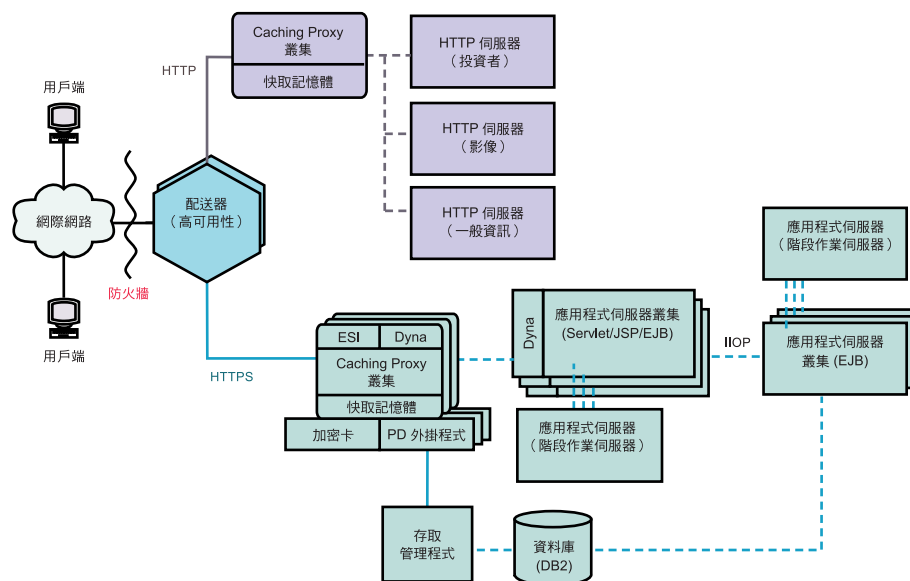 Caching Proxy
叢集
快取記憶體
HTTP
HTTP 伺服器
(投資者)
HTTP 伺服器
(影像)
HTTP 伺服器
(一般資訊)
用戶端
網際網路
配送器
(高可用性)
防火牆
用戶端
HTTPS
ESI
Dyna
Caching Proxy
叢集
快取記憶體
加密卡
PD 外掛程式
Dyna
應用程式伺服器叢集
(Servlet/JSP/EJB)
應用程式伺服器
(階段作業伺服器)
IIOP
應用程式伺服器
(階段作業伺服器)
應用程式伺服器
叢集 (EJB)
存取
管理程式
資料庫
(DB2)